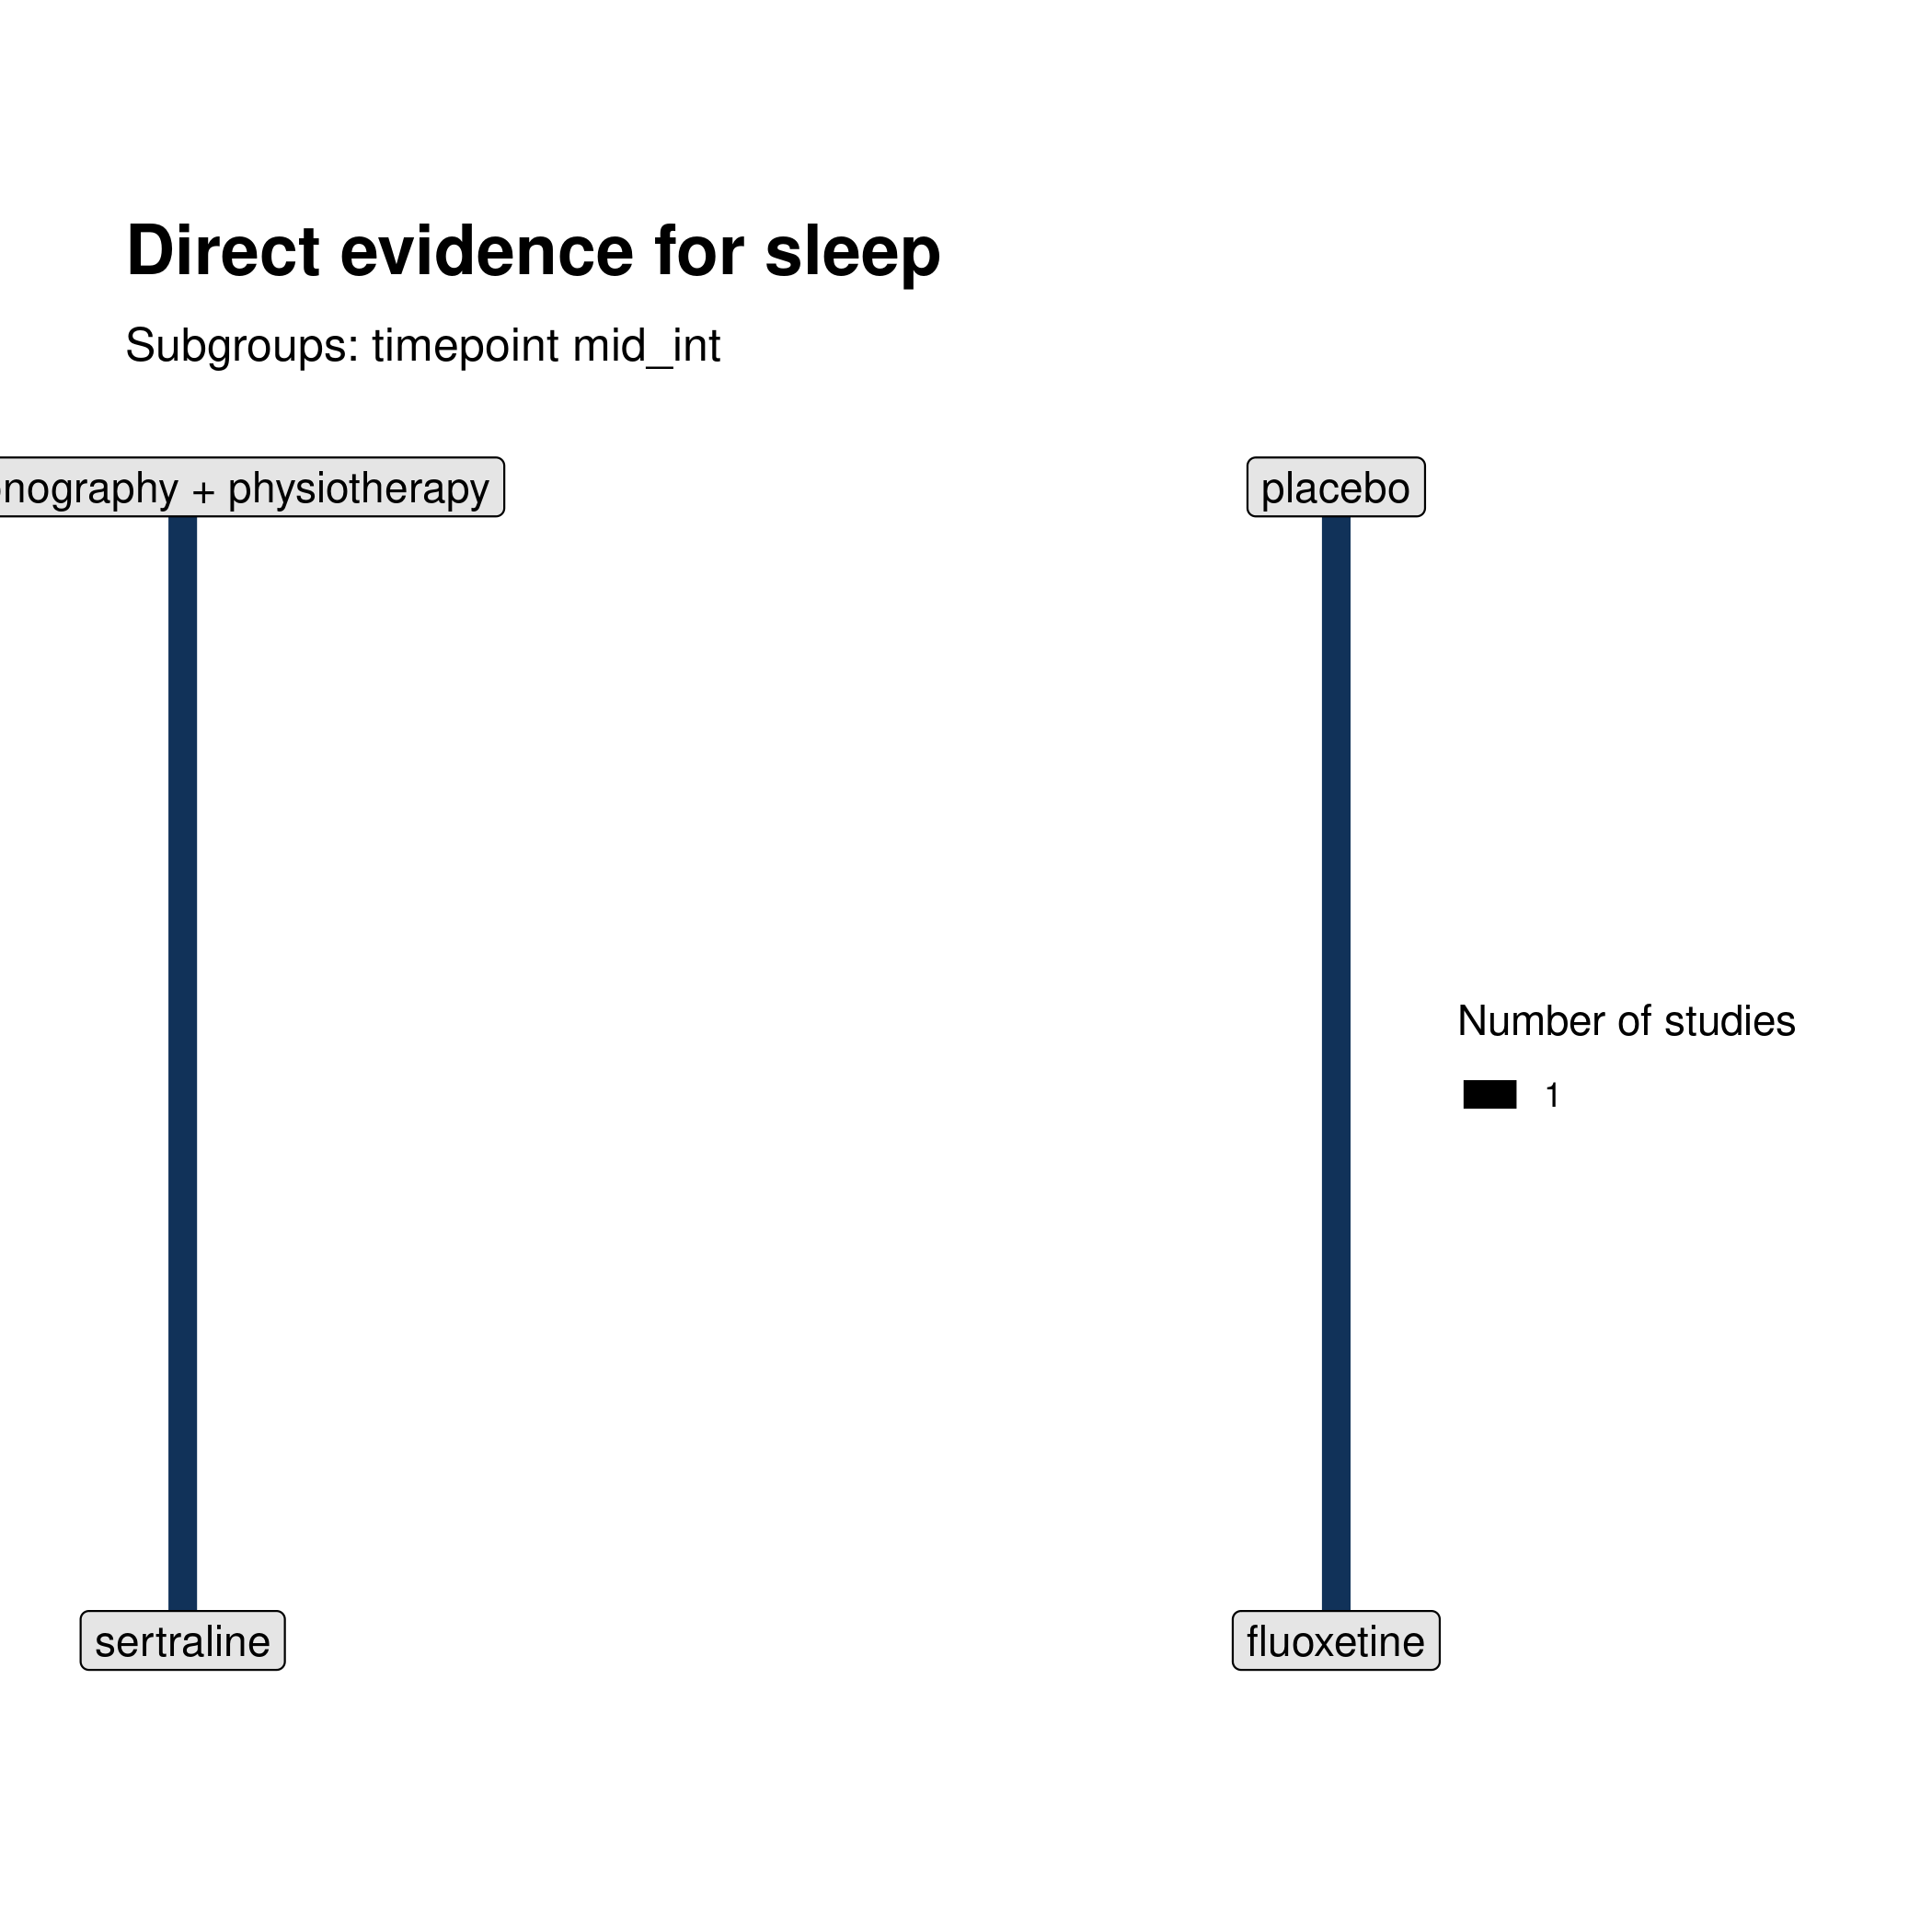 Direct evidence for sleep
Subgroups: timepoint mid_int
nography + physiotherapy
placebo
Number of studies
1
sertraline
fluoxetine